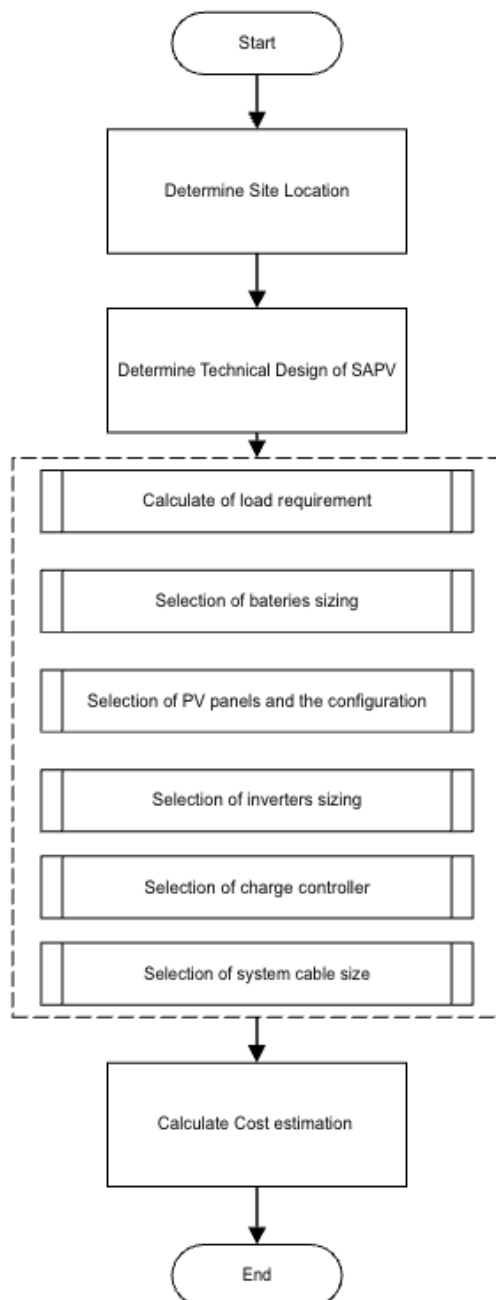 Start
Determine Site Location
Determine Technical Design of SAPV
Calculate of load requirement
Selection of bateries sizing
Selection of PV panels and the configuration
Selection of inverters sizing
Selection of charge controller
Selection of system cable size
Calculate Cost estimation
End